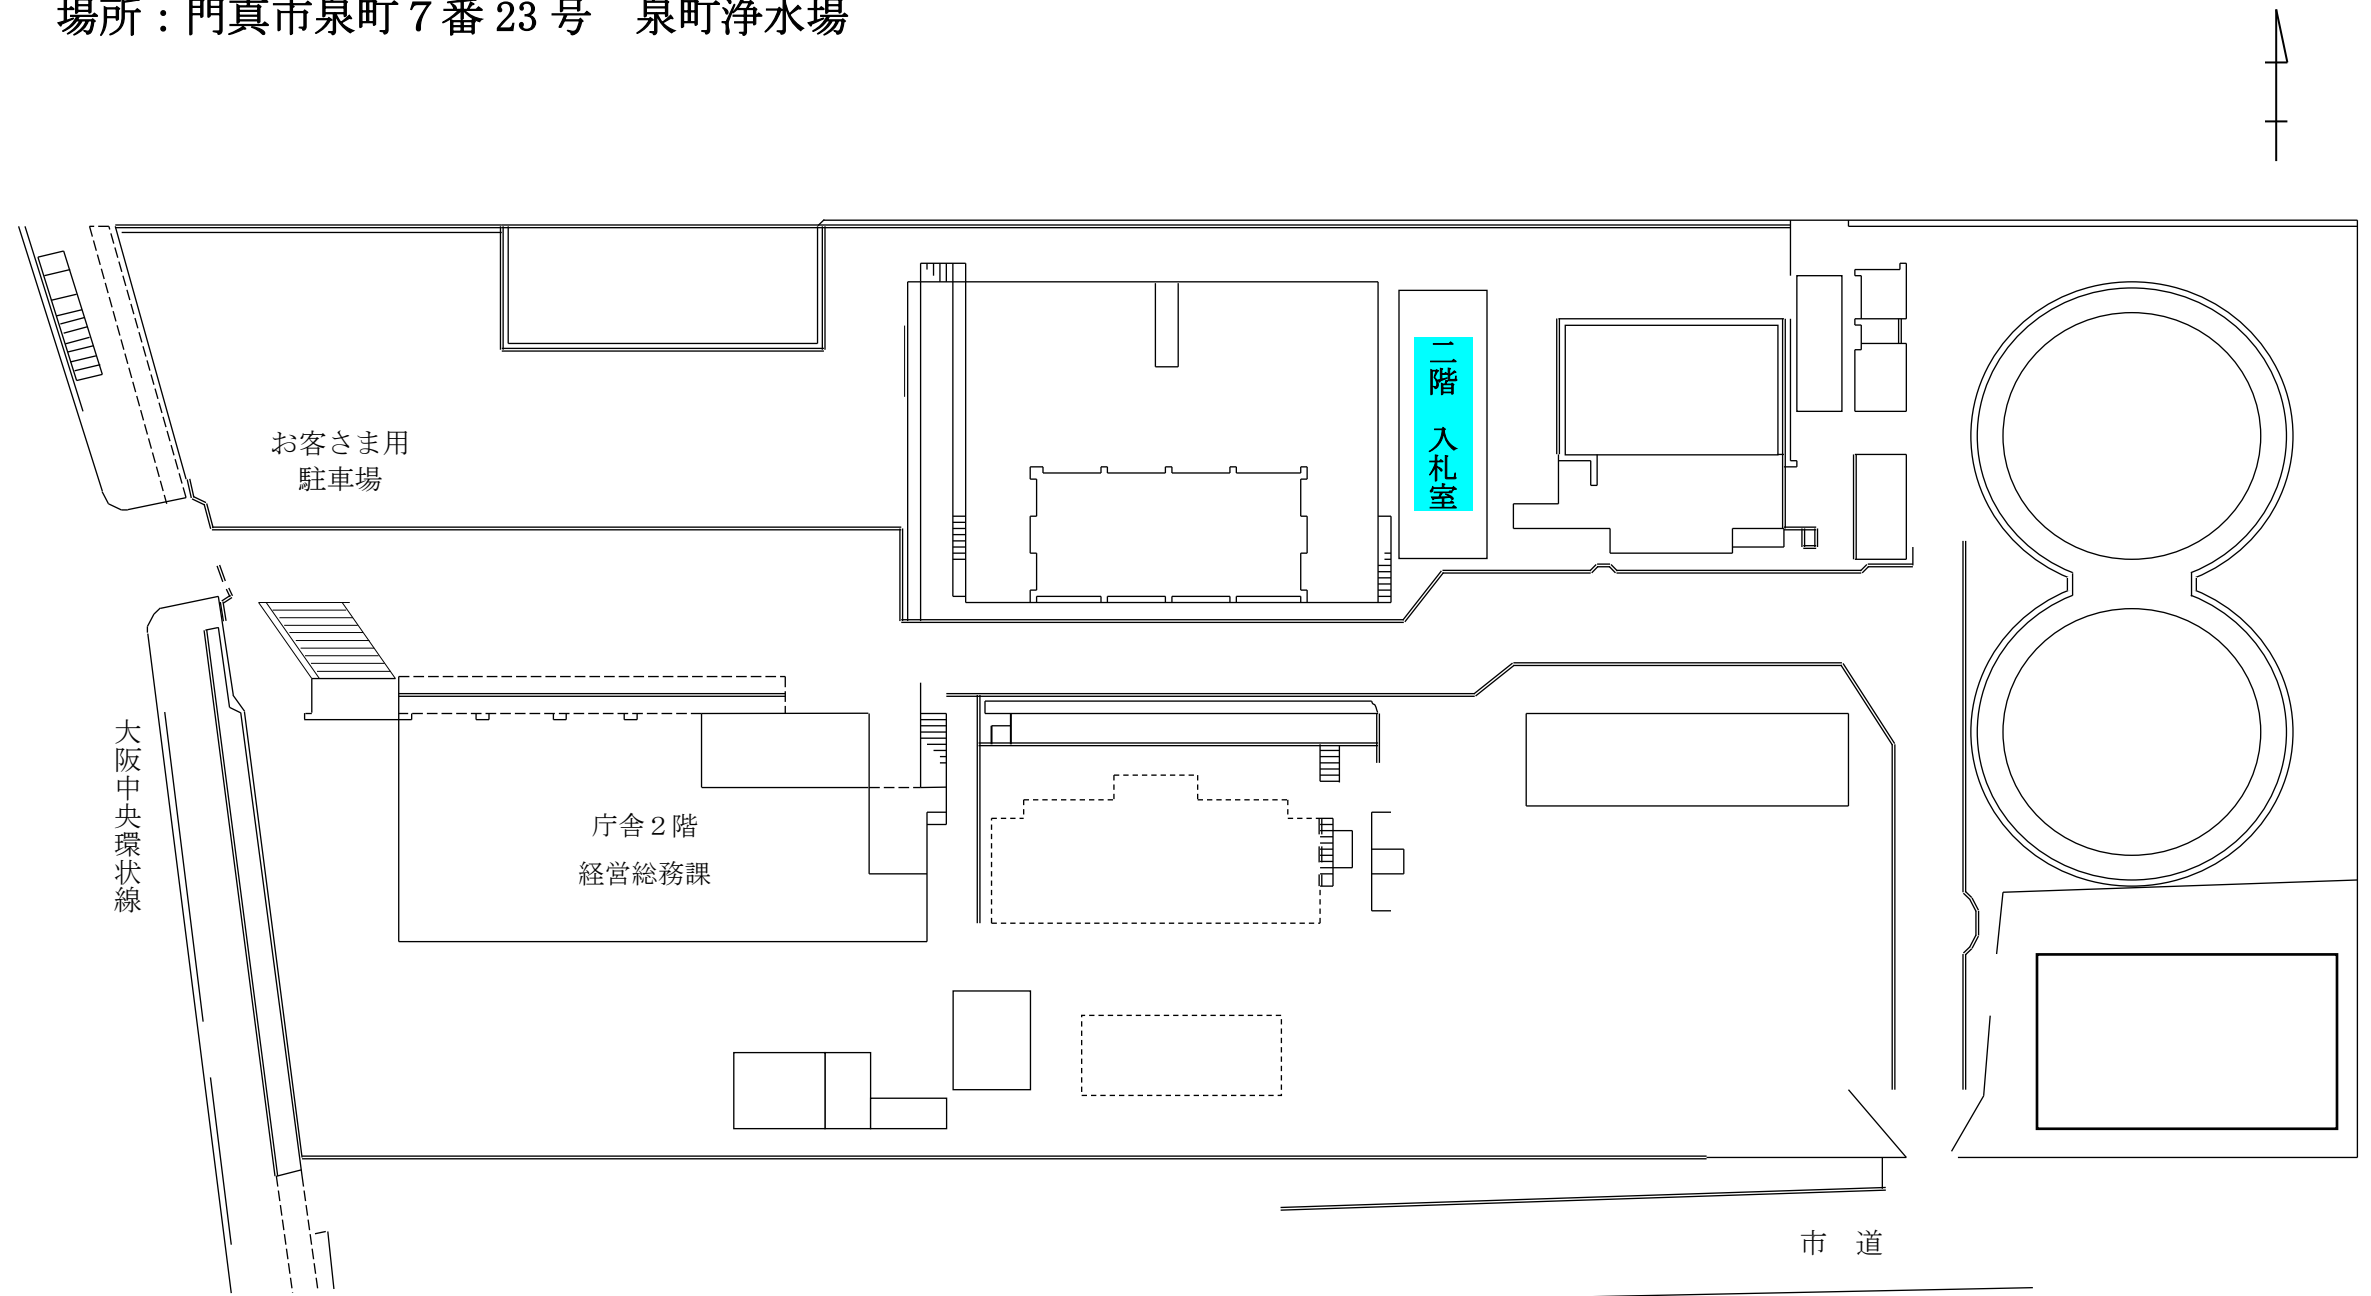 場所：門真市泉町７番 23 号　泉町浄水場
二階　入札室
お客さま用
駐車場
大阪中央環状線
庁舎２階
経営総務課
市　道